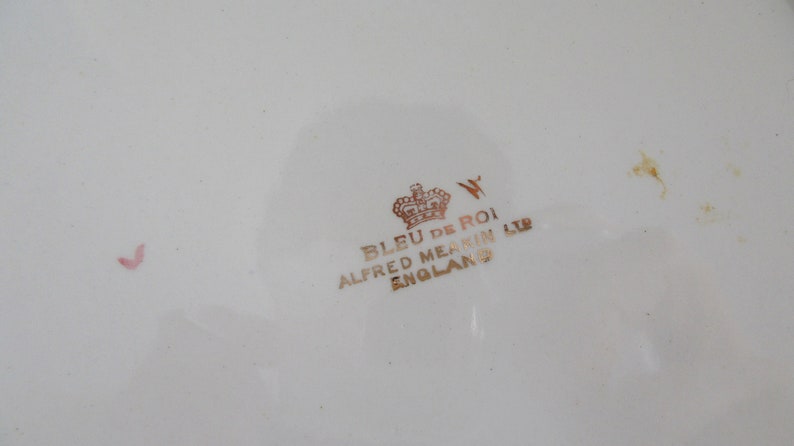 BLEU DE ROI
ALFRED MEAKIN LTD
ENGLAND